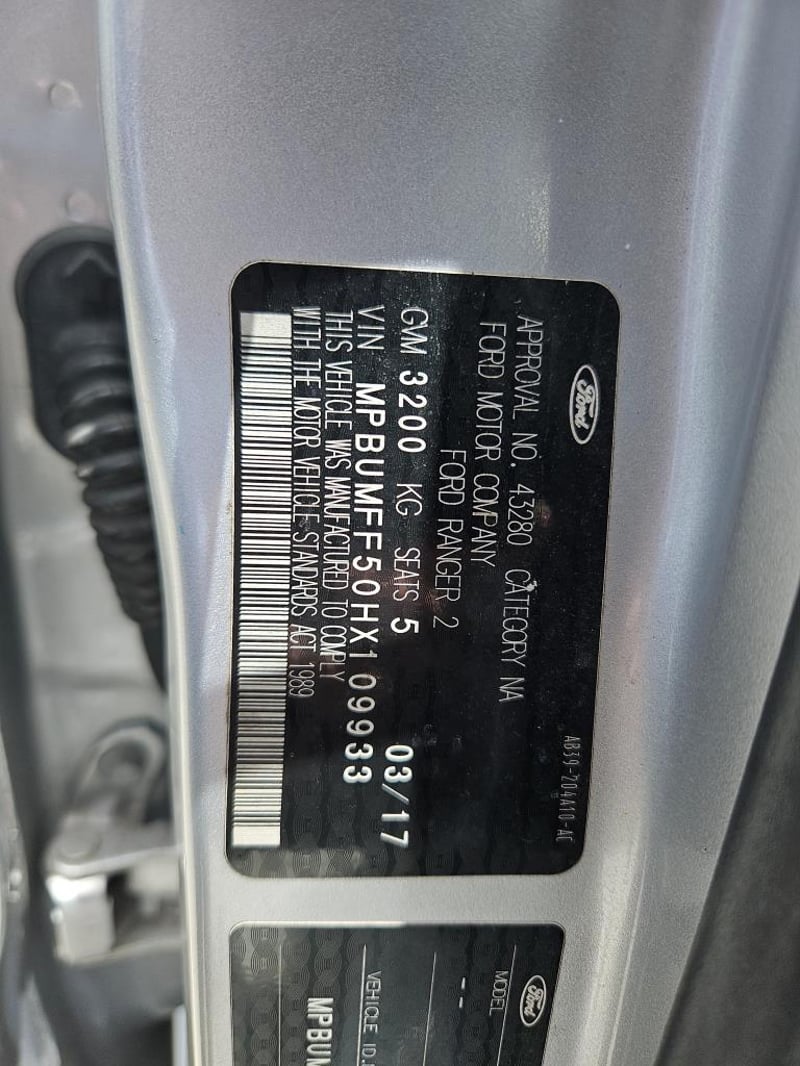 Ford
APPROVAL NO. 43280 CATEGORY NA
FORD MOTOR COMPANY
FORD RANGER 2
GVM 3200 KG SEATS 5 03/17
VIN MPBUMFF50HX109933
THIS VEHICLE WAS MANUFACTURED TO COMPLY
WITH THE MOTOR VEHICLE STANDARDS ACT 1989
AB39-204A10-AC
Ford
MODEL
--
VEHICLE ID.
MPBUM